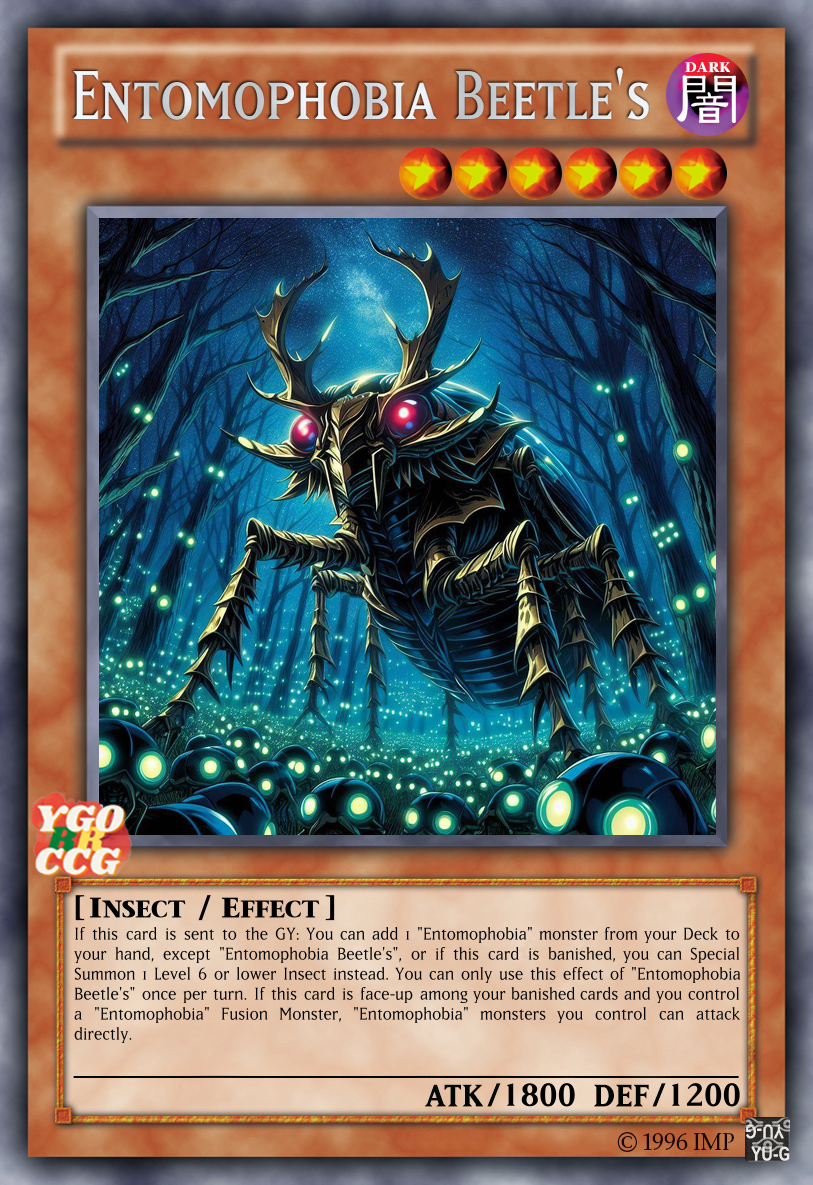 Entomophobia Beetle's
DARK
闇
YGO
BR
CCG
[ Insect / Effect ]
If this card is sent to the GY: You can add 1 "Entomophobia" monster from your Deck to
your hand, except "Entomophobia Beetle's", or if this card is banished, you can Special
Summon 1 Level 6 or lower Insect instead. You can only use this effect of "Entomophobia
Beetle's" once per turn. If this card is face-up among your banished cards and you control
a "Entomophobia" Fusion Monster, "Entomophobia" monsters you control can attack
directly.
ATK/1800 DEF/1200
© 1996 IMP
YU-G